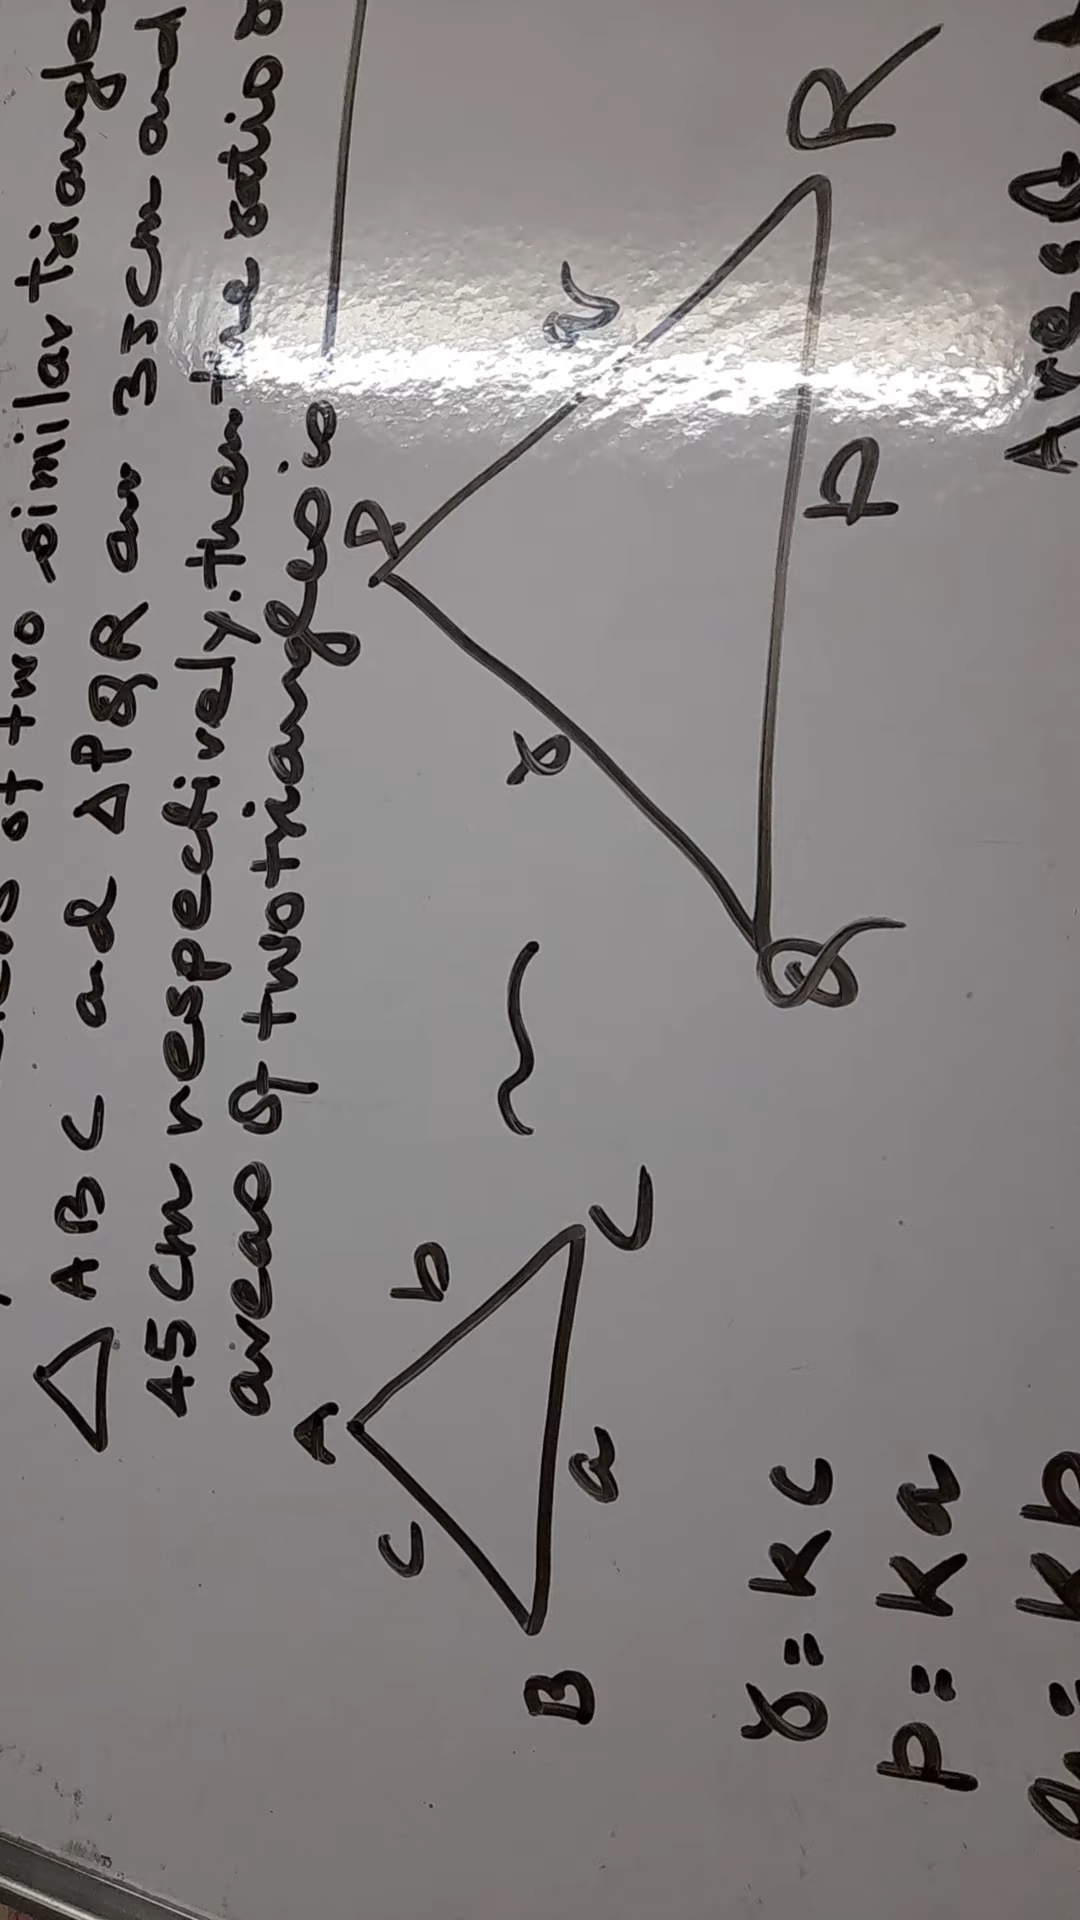 of two similar triangles
△ ABC and △PQR are 35cm and
45cm respectively. then the ratio of
areas of two triangles is
A
c
b
B
a
C
~
P
r
q
Q
p
R
r = kc
p = ka
q = kb
Area